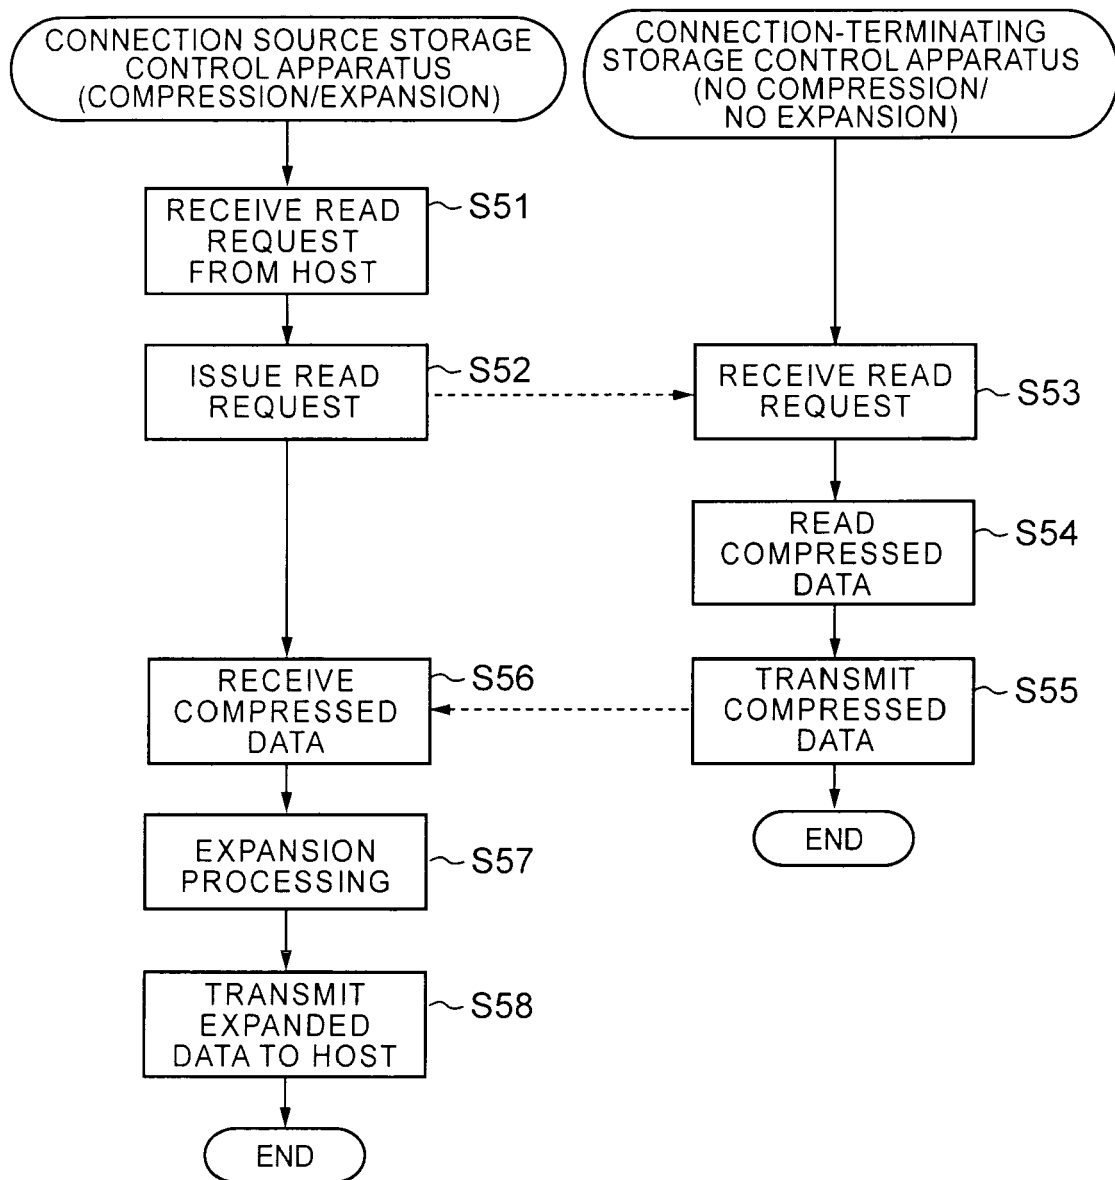 CONNECTION SOURCE STORAGE
CONTROL APPARATUS
(COMPRESSION/EXPANSION)
CONNECTION-TERMINATING
STORAGE CONTROL APPARATUS
(NO COMPRESSION/
NO EXPANSION)
RECEIVE READ
REQUEST
FROM HOST
S51
ISSUE READ
REQUEST
S52
RECEIVE READ
REQUEST
S53
READ
COMPRESSED
DATA
S54
RECEIVE
COMPRESSED
DATA
S56
TRANSMIT
COMPRESSED
DATA
S55
END
EXPANSION
PROCESSING
S57
TRANSMIT
EXPANDED
DATA TO HOST
S58
END